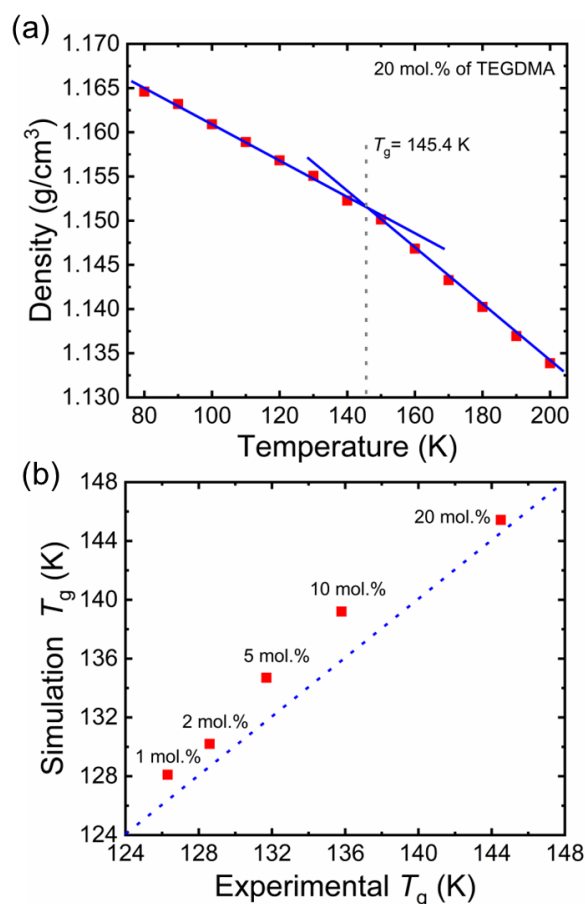 (a)
1.170
1.165
1.160
1.155
1.150
1.145
1.140
1.135
1.130
Density (g/cm³)
20 mol.% of TEGDMA
Tg= 145.4 K
80 100 120 140 160 180 200
Temperature (K)
(b)
148
144
140
136
132
128
124
Simulation Tg (K)
20 mol.%
10 mol.%
5 mol.%
2 mol.%
1 mol.%
124 128 132 136 140 144 148
Experimental Tg (K)